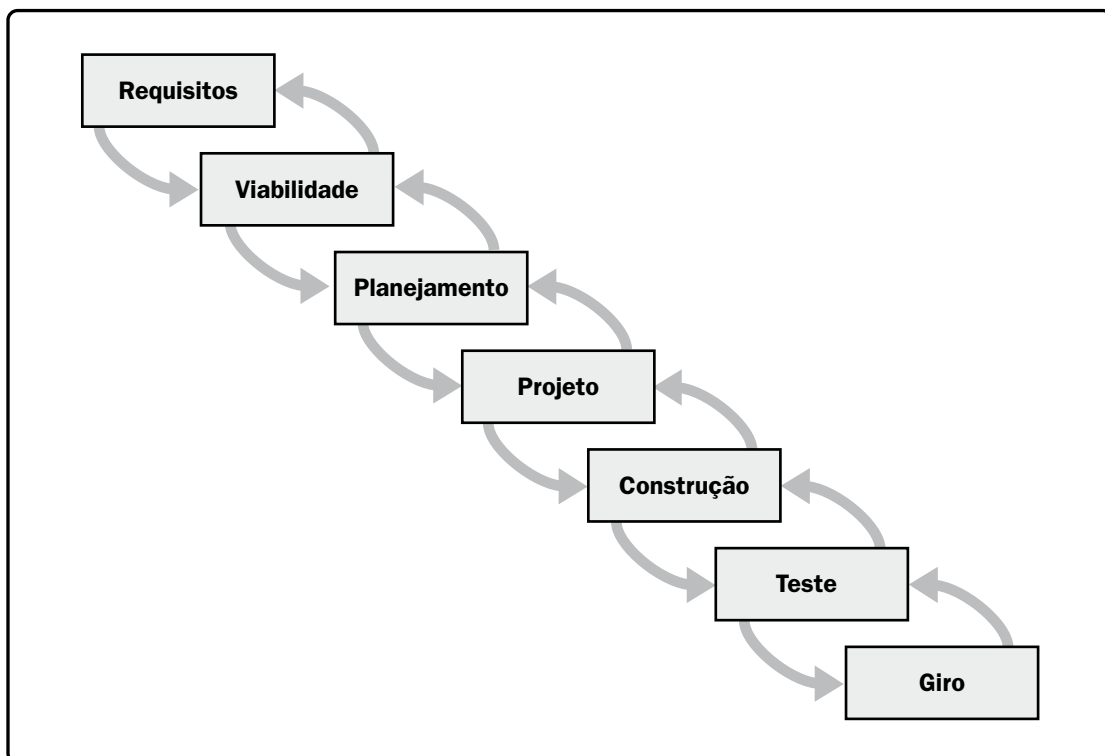 Requisitos
Viabilidade
Planejamento
Projeto
Construção
Teste
Giro